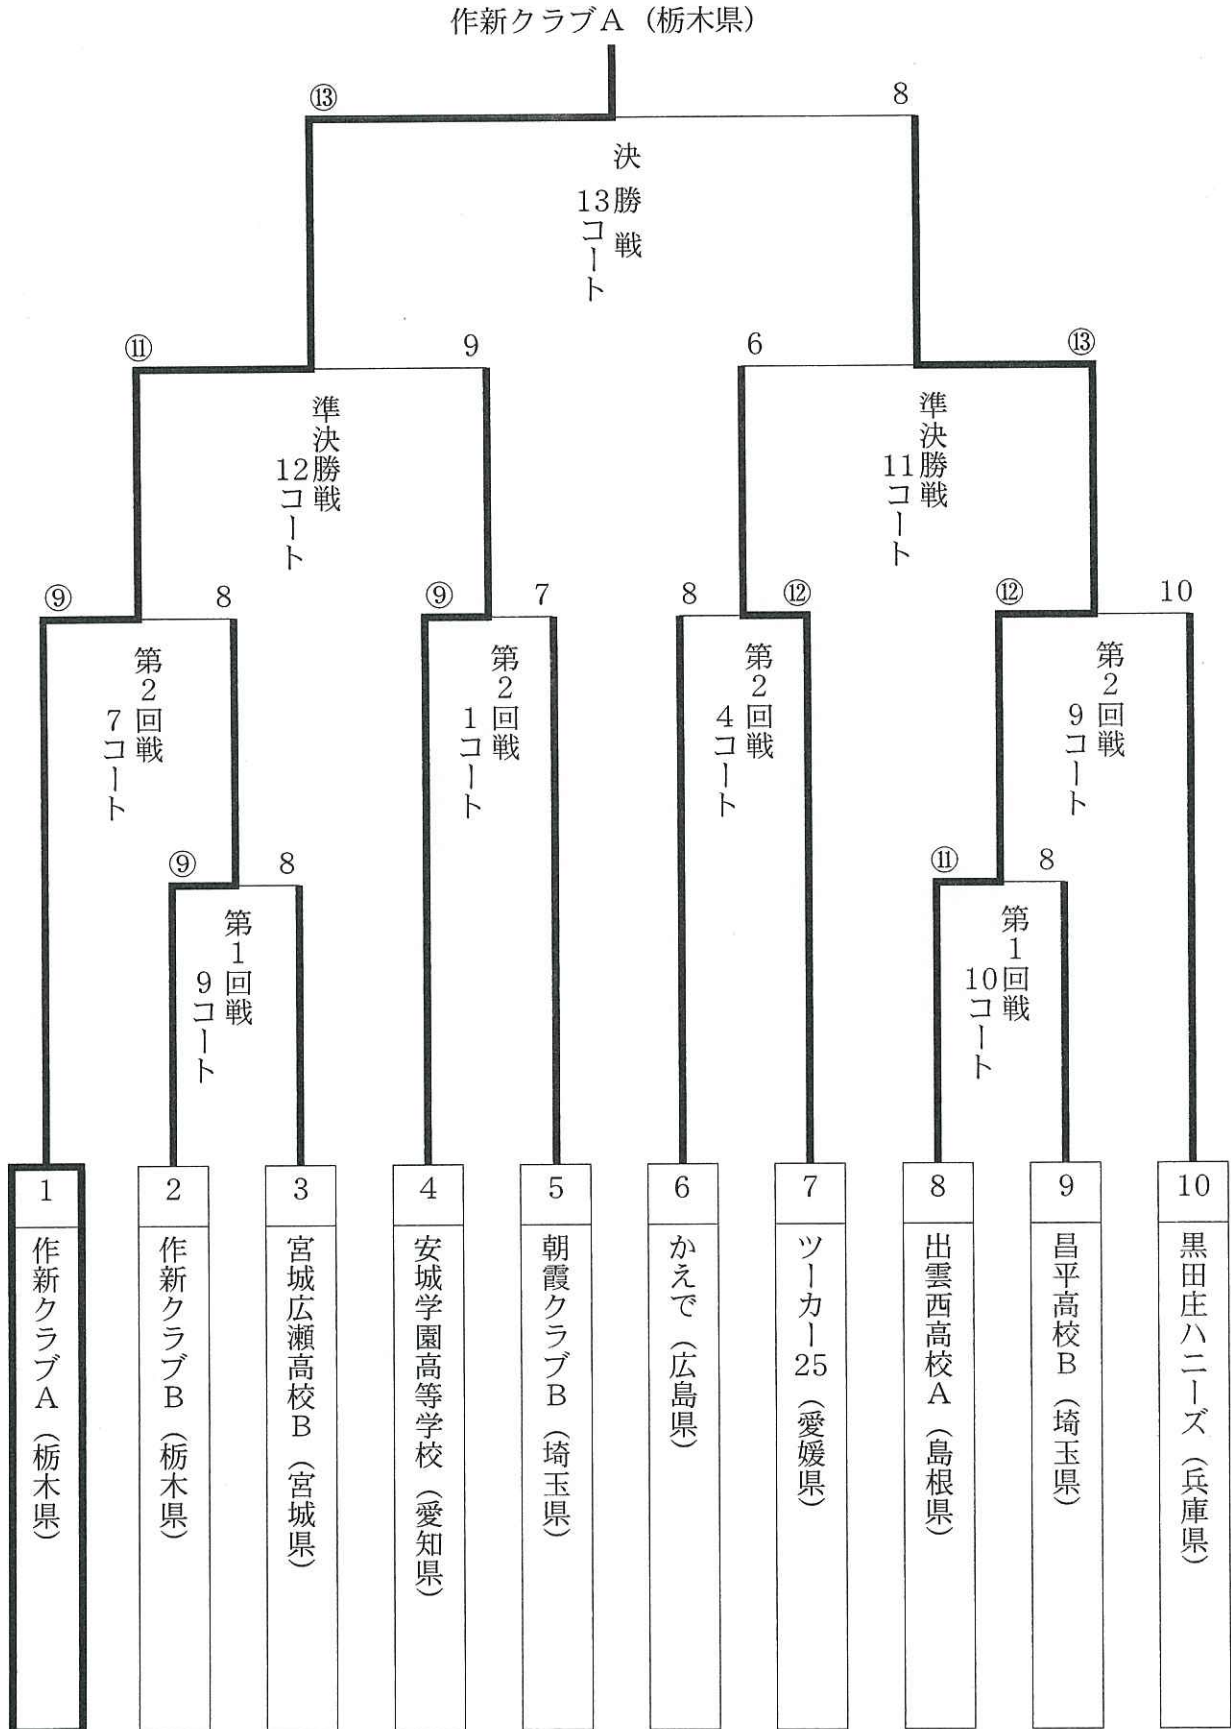 作新クラブA（栃木県）
⑬
8
決勝戦
13コート
⑪
9
6
⑬
準決勝戦
12コート
準決勝戦
11コート
⑨
8
⑨
7
8
⑫
⑫
10
第2回戦
7コート
第2回戦
1コート
第2回戦
4コート
第2回戦
9コート
⑨
8
⑪
8
第1回戦
9コート
第1回戦
10コート
1
作新クラブA（栃木県）
2
作新クラブB（栃木県）
3
宮城広瀬高校B（宮城県）
4
安城学園高等学校（愛知県）
5
朝霞クラブB（埼玉県）
6
かえで（広島県）
7
ツーカー25（愛媛県）
8
出雲西高校A（島根県）
9
昌平高校B（埼玉県）
10
黒田庄ハニーズ（兵庫県）